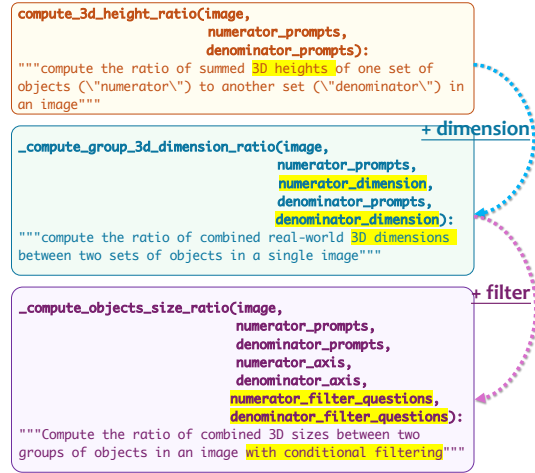 compute_3d_height_ratio(image,
numerator_prompts,
denominator_prompts):
"""compute the ratio of summed 3D heights of one set of
objects (\"numerator\") to another set (\"denominator\") in
an image"""
+ dimension
_compute_group_3d_dimension_ratio(image,
numerator_prompts,
numerator_dimension,
denominator_prompts,
denominator_dimension):
"""compute the ratio of combined real-world 3D dimensions
between two sets of objects in a single image"""
+ filter
_compute_objects_size_ratio(image,
numerator_prompts,
denominator_prompts,
numerator_axis,
denominator_axis,
numerator_filter_questions,
denominator_filter_questions):
"""Compute the ratio of combined 3D sizes between two
groups of objects in an image with conditional filtering"""